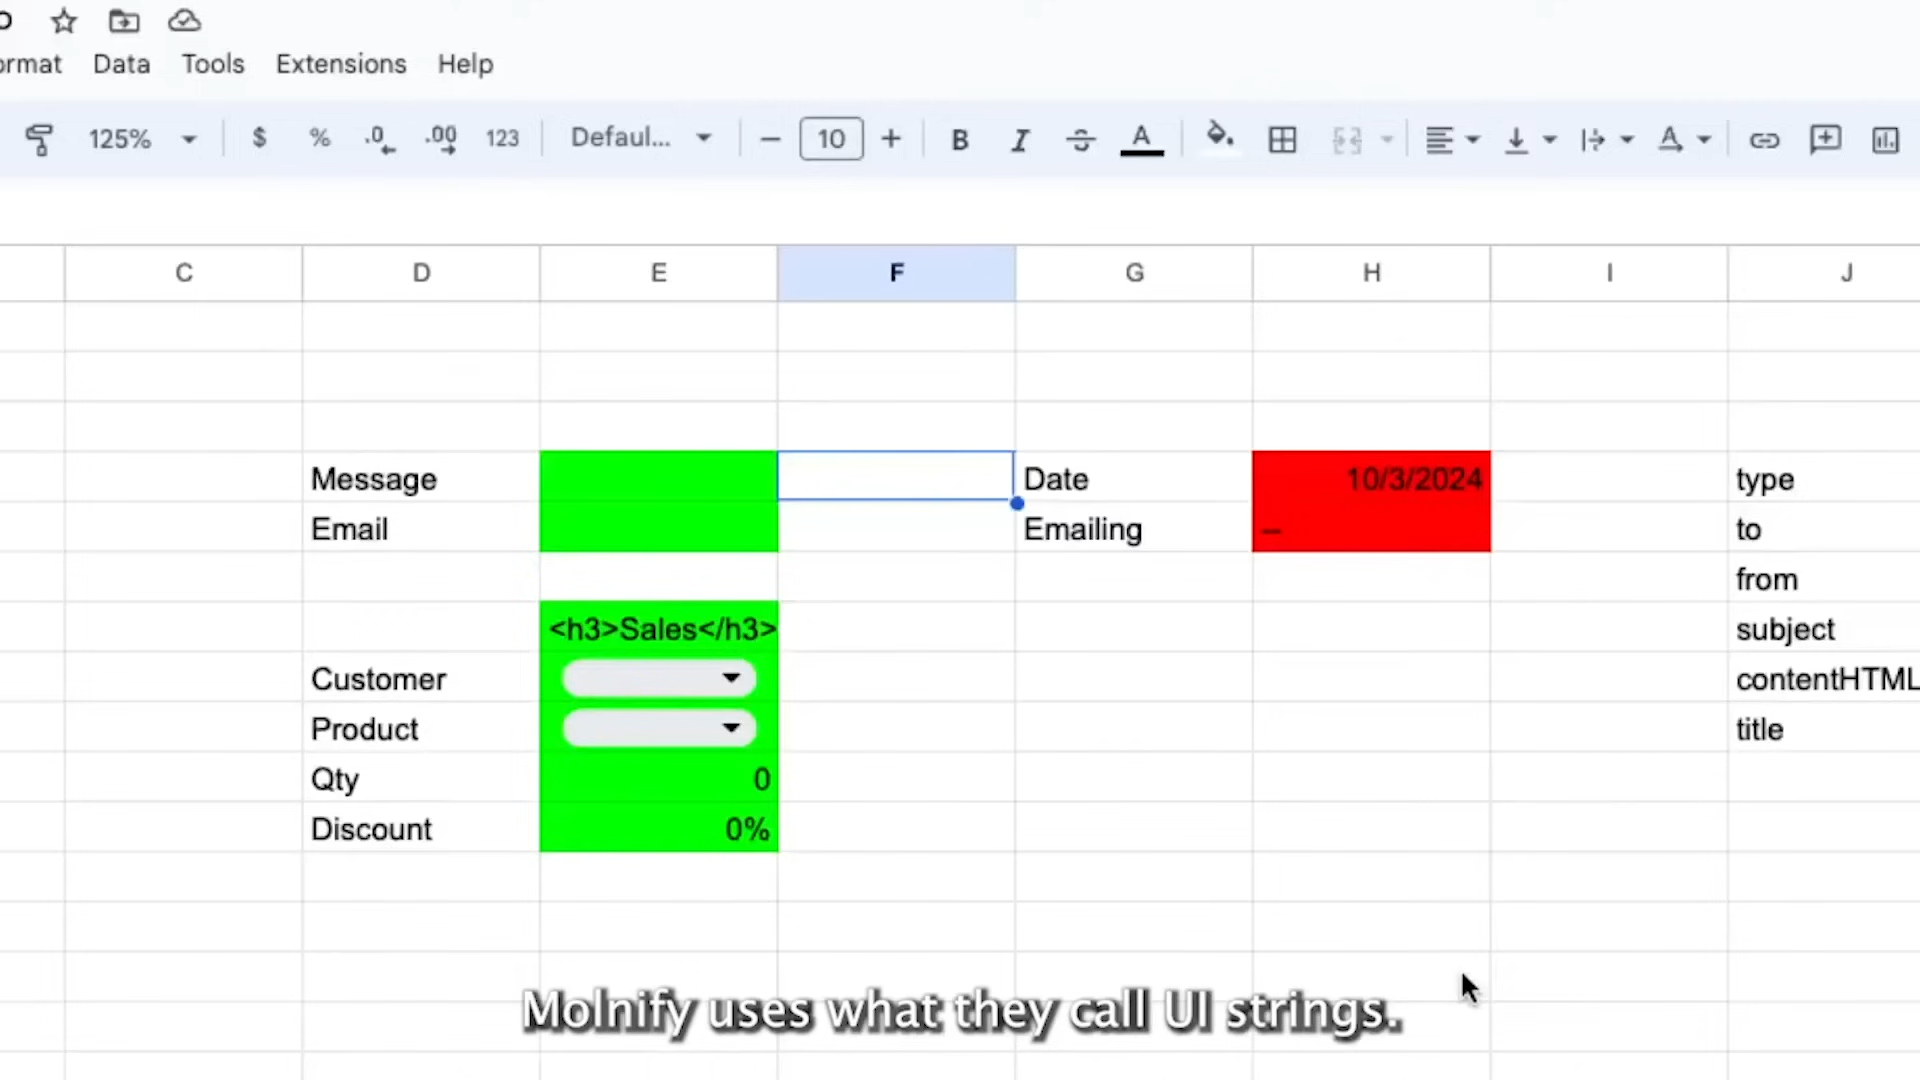 ormat Data Tools Extensions Help
125% $ % .0 .00 123 Defaul... 10 B I A A
C D E F G H I J
Message Date 10/3/2024 type
Email Emailing – to
from
<h3>Sales</h3> subject
Customer contentHTML
Product title
Qty 0
Discount 0%
Molnify uses what they call UI strings.